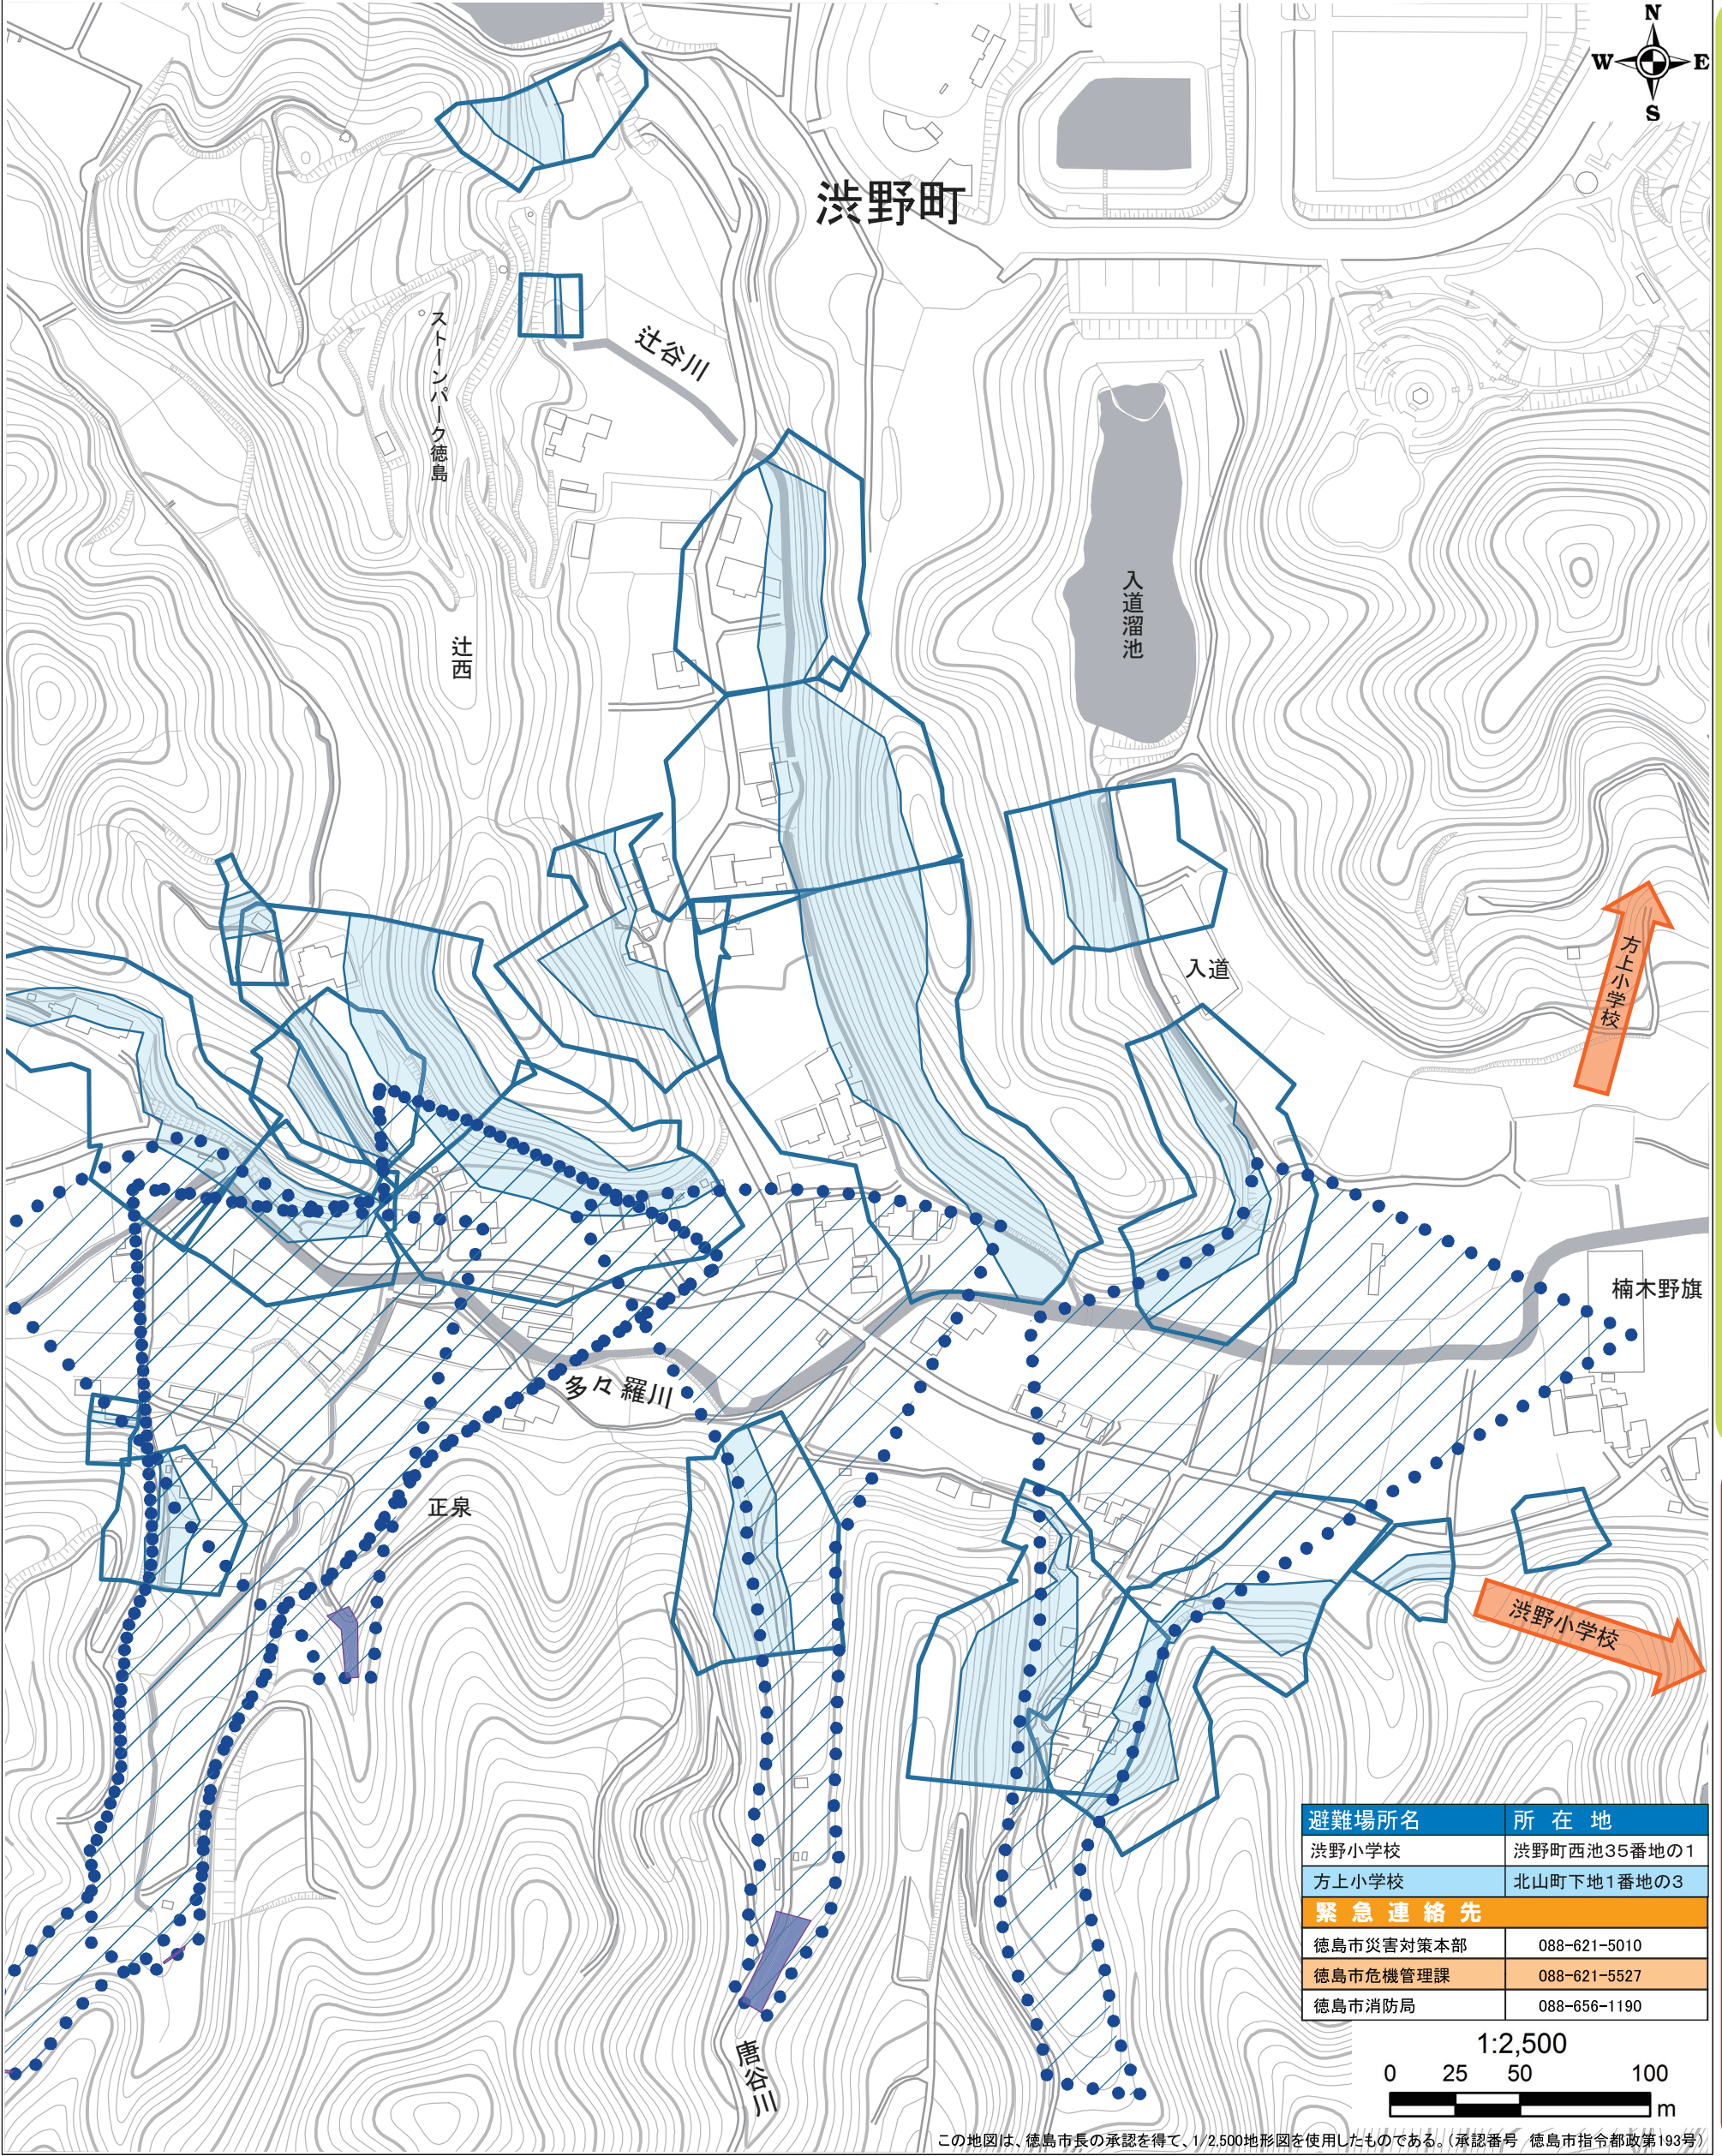 N
W E
S
渋野町
辻谷川
ストーンパーク徳島
入道溜池
辻西
方上小学校
入道
楠木野旗
多々羅川
正泉
渋野小学校
唐谷川
避難場所名 所在地
渋野小学校 渋野町西池35番地の1
方上小学校 北山町下地1番地の3
緊急連絡先
徳島市災害対策本部 088-621-5010
徳島市危機管理課 088-621-5527
徳島市消防局 088-656-1190
1:2,500
0 25 50 100
m
この地図は、徳島市長の承認を得て、1/2,500地形図を使用したものである。(承認番号 徳島市指令都政第193号)